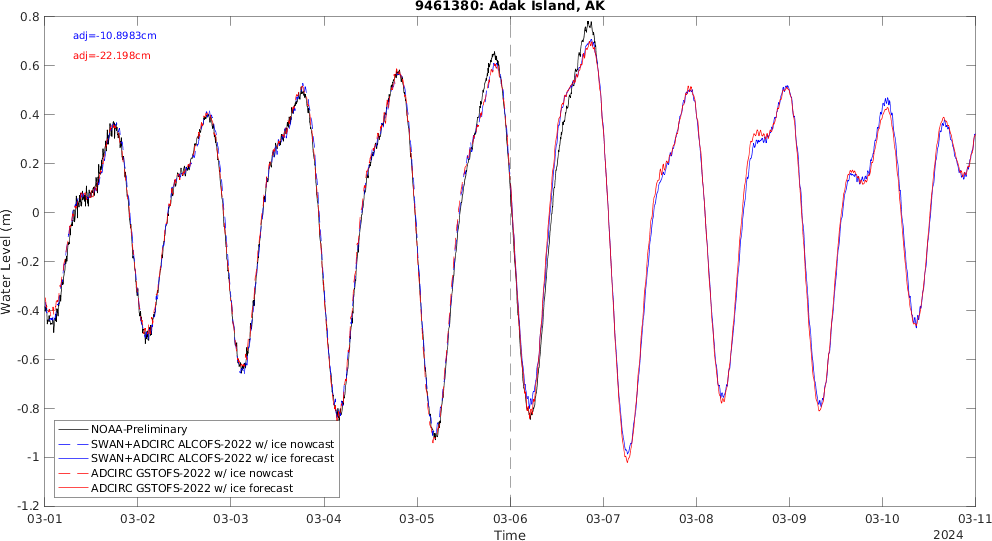 9461380: Adak Island, AK
adj=-10.8983cm
adj=-22.198cm
0.8
0.6
0.4
0.2
0
-0.2
-0.4
-0.6
-0.8
-1
-1.2
Water Level (m)
NOAA-Preliminary
SWAN+ADCIRC ALCOFS-2022 w/ ice nowcast
SWAN+ADCIRC ALCOFS-2022 w/ ice forecast
ADCIRC GSTOFS-2022 w/ ice nowcast
ADCIRC GSTOFS-2022 w/ ice forecast
03-01 03-02 03-03 03-04 03-05 03-06 03-07 03-08 03-09 03-10 03-11
Time
2024